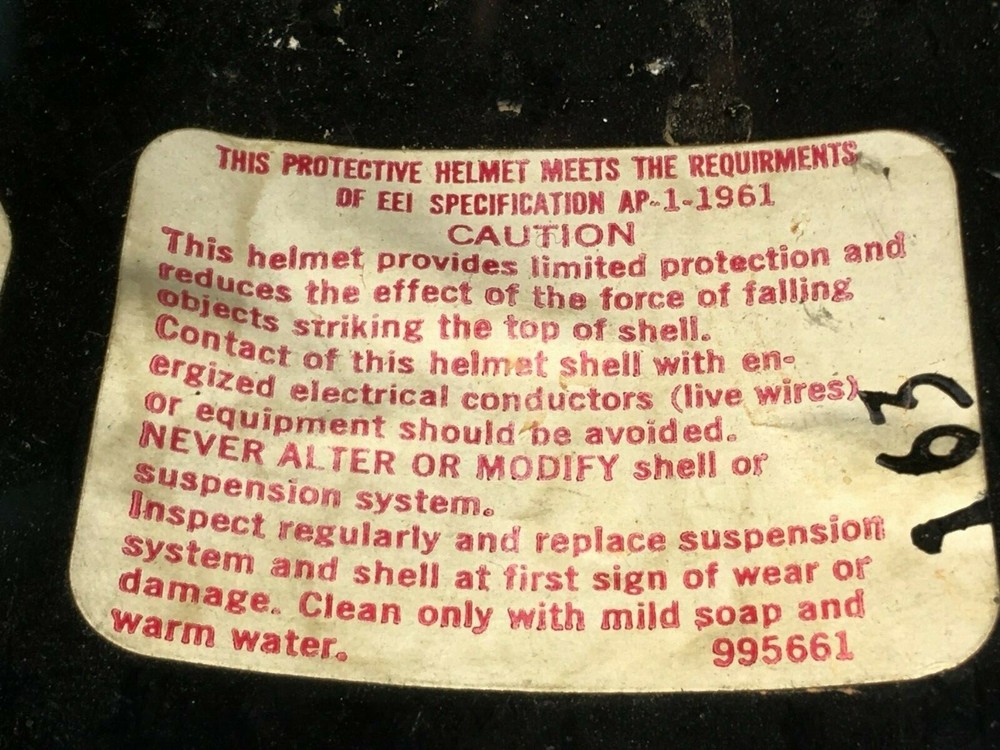 THIS PROTECTIVE HELMET MEETS THE REQUIRMENTS
OF EEI SPECIFICATION AP-1-1961
CAUTION
This helmet provides limited protection and
reduces the effect of the force of falling
objects striking the top of shell.
Contact of this helmet shell with en-
ergized electrical conductors (live wires)
or equipment should be avoided.
NEVER ALTER OR MODIFY shell or
suspension system.
Inspect regularly and replace suspension
system and shell at first sign of wear or
damage. Clean only with mild soap and
warm water. 995661
163